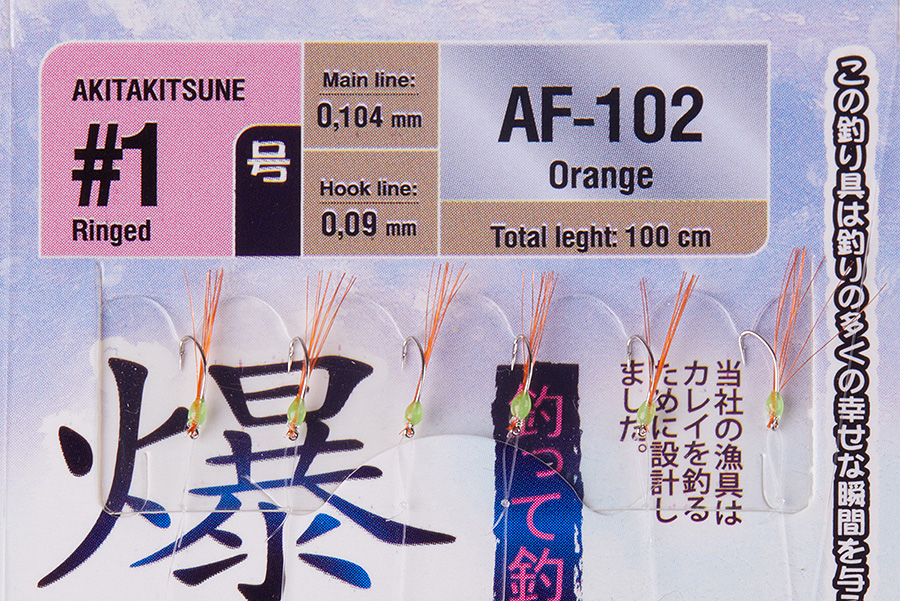 AKITAKITSUNE
#1
Ringed
号
Main line:
0,104 mm
Hook line:
0,09 mm
AF-102
Orange
Total leght: 100 cm
この釣り具は釣りの多くの幸せな瞬間を与
当社の漁具は
カレイを釣る
ために設計し
ました。
釣って釣
爆